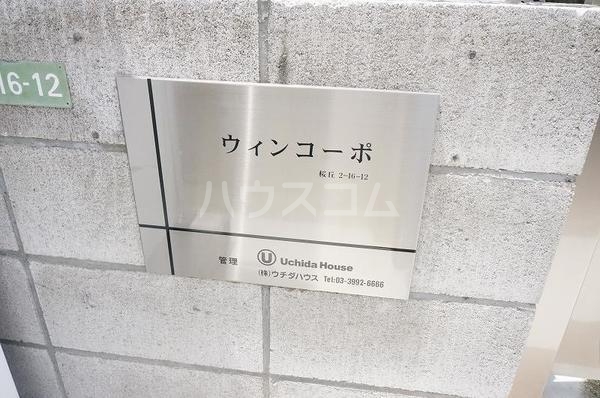 16-12
ウィンコーポ
桜丘 2-16-12
ハウスコム
管理 U Uchida House
(株)ウチダハウス Tel:03-3992-6686